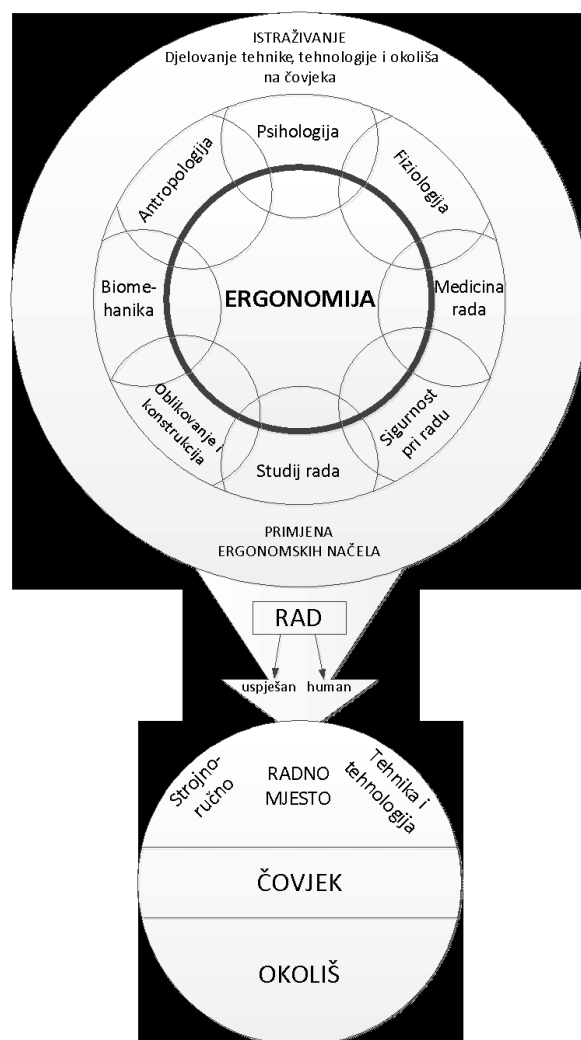 ISTRAŽIVANJE
Djelovanje tehnike, tehnologije i okoliša
na čovjeka
Psihologija
Antropologija
Fiziologija
Biome-
hanika
ERGONOMIJA
Medicina
rada
Oblikovanje i
konstrukcija
Studij rada
Sigurnost
pri radu
PRIMJENA
ERGONOMSKIH NAČELA
RAD
uspješan human
Strojno-
ručno
RADNO
MJESTO
Tehnika i
tehnologija
ČOVJEK
OKOLIŠ